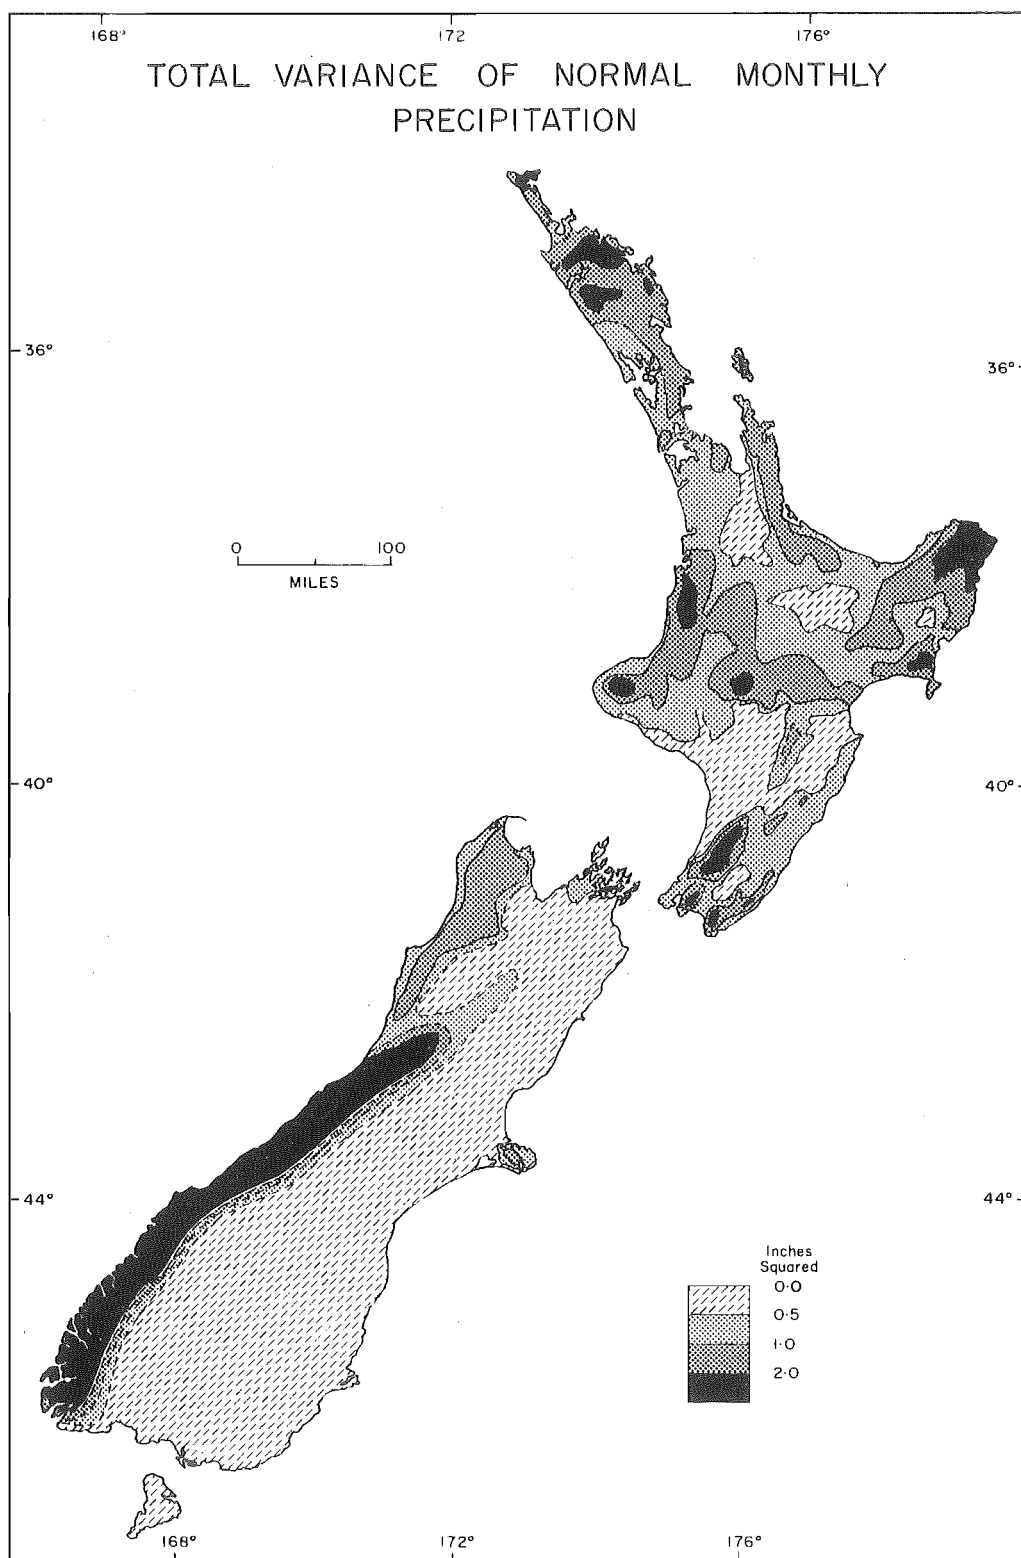 168° 172 176°
TOTAL VARIANCE OF NORMAL MONTHLY
PRECIPITATION
36° 36°
0 100
MILES
40° 40°
44° 44°
Inches
Squared
0·0
0·5
1·0
2·0
168° 172° 176°